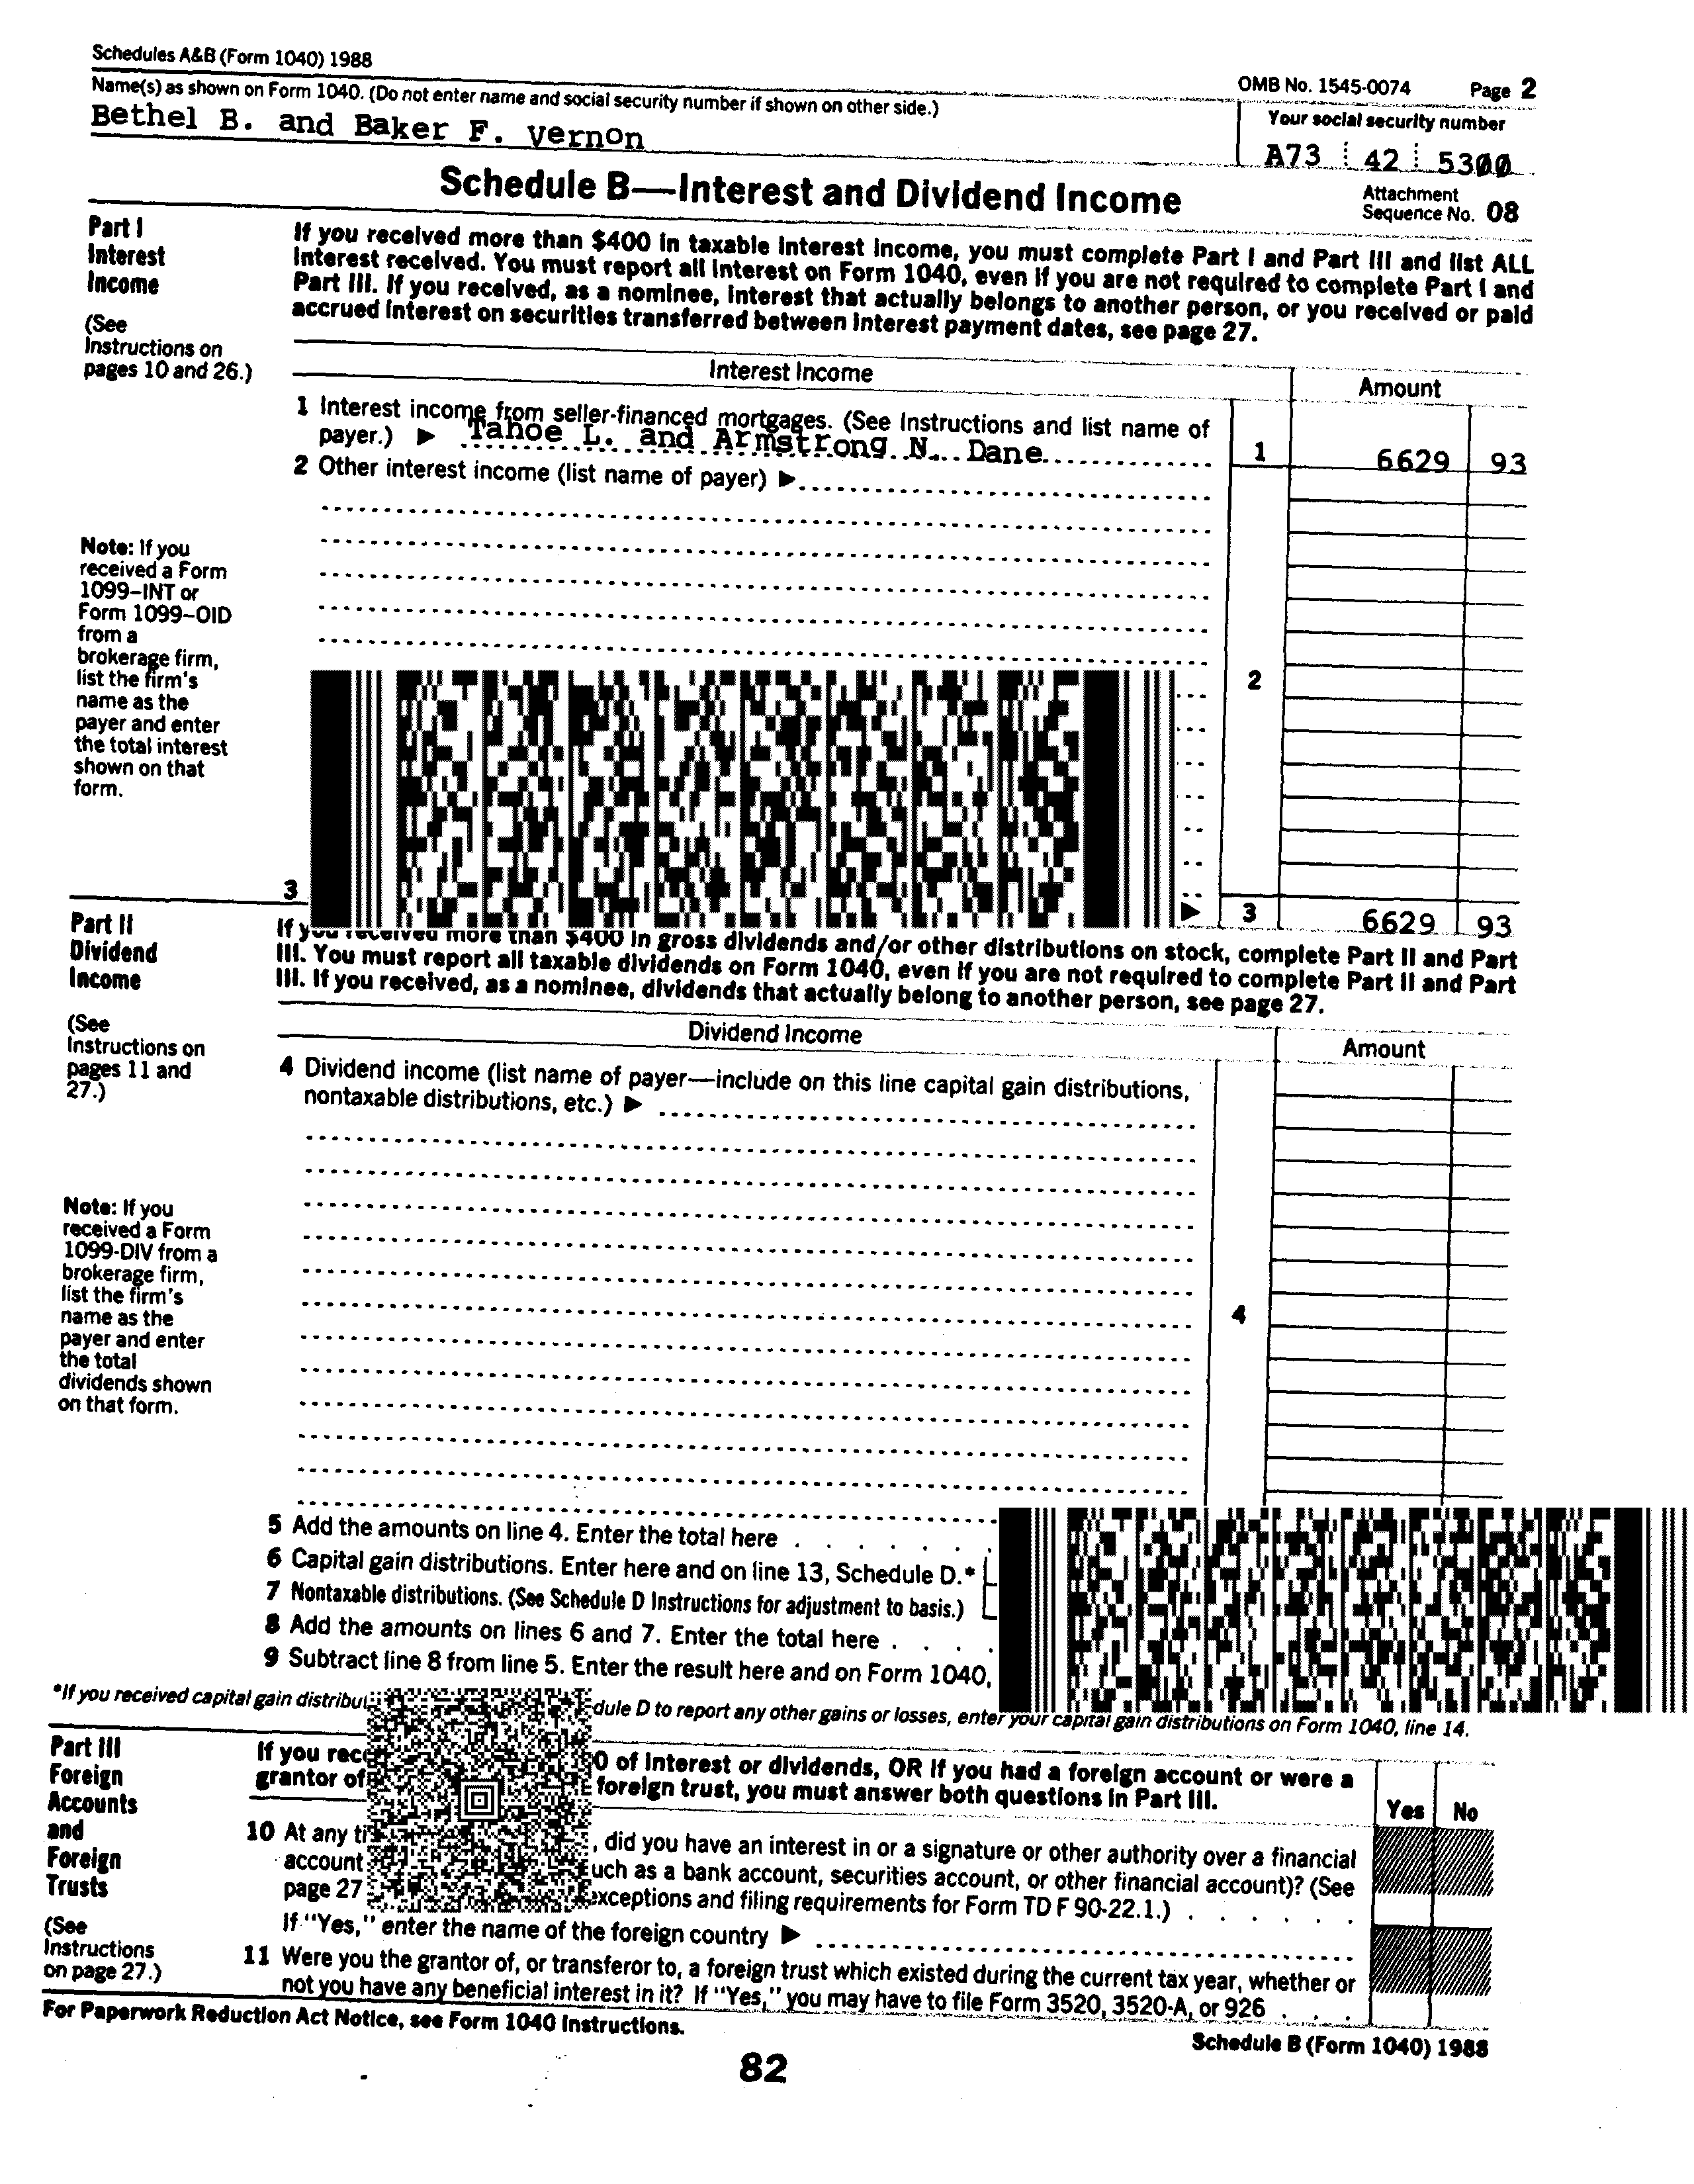 Schedules A&B (Form 1040) 1988
OMB No. 1545-0074 Page 2
Name(s) as shown on Form 1040. (Do not enter name and social security number if shown on other side.)
Your social security number
Bethel B. and Baker F. Vernon
A73 42 5300
Schedule B—Interest and Dividend Income
Attachment
Sequence No. 08
Part I
Interest
Income
(See
Instructions on
pages 10 and 26.)
If you received more than $400 in taxable interest income, you must complete Part I and Part III and list ALL
interest received. You must report all interest on Form 1040, even if you are not required to complete Part I and
Part III. If you received, as a nominee, interest that actually belongs to another person, or you received or paid
accrued interest on securities transferred between interest payment dates, see page 27.
Interest Income
Amount
1 Interest income from seller-financed mortgages. (See Instructions and list name of
payer.) ▶ Tahoe L. and Armstrong N. Dane
1 6629 93
2 Other interest income (list name of payer) ▶
Note: If you
received a Form
1099–INT or
Form 1099–OID
from a
brokerage firm,
list the firm's
name as the
payer and enter
the total interest
shown on that
form.
2
3
▶ 3 6629 93
Part II
Dividend
Income
(See
Instructions on
pages 11 and
27.)
If you received more than $400 in gross dividends and/or other distributions on stock, complete Part II and Part
III. You must report all taxable dividends on Form 1040, even if you are not required to complete Part II and Part
III. If you received, as a nominee, dividends that actually belong to another person, see page 27.
Dividend Income
Amount
4 Dividend income (list name of payer—include on this line capital gain distributions,
nontaxable distributions, etc.) ▶
Note: If you
received a Form
1099-DIV from a
brokerage firm,
list the firm's
name as the
payer and enter
the total
dividends shown
on that form.
4
5 Add the amounts on line 4. Enter the total here
6 Capital gain distributions. Enter here and on line 13, Schedule D.*
7 Nontaxable distributions. (See Schedule D Instructions for adjustment to basis.)
8 Add the amounts on lines 6 and 7. Enter the total here
9 Subtract line 8 from line 5. Enter the result here and on Form 1040,
*If you received capital gain dule D to report any other gains or losses, enter your capital gain distributions on Form 1040, line 14.
Part III
Foreign
Accounts
and
Foreign
Trusts
(See
Instructions
on page 27.)
If you 0 of interest or dividends, OR if you had a foreign account or were a
grantor of foreign trust, you must answer both questions in Part III.
Yes No
10 At any , did you have an interest in or a signature or other authority over a financial
account uch as a bank account, securities account, or other financial account)? (See
page 27 exceptions and filing requirements for Form TD F 90-22.1.)
If "Yes," enter the name of the foreign country ▶
11 Were you the grantor of, or transferor to, a foreign trust which existed during the current tax year, whether or
not you have any beneficial interest in it? If "Yes," you may have to file Form 3520, 3520-A, or 926
For Paperwork Reduction Act Notice, see Form 1040 Instructions.
Schedule B (Form 1040) 1988
82